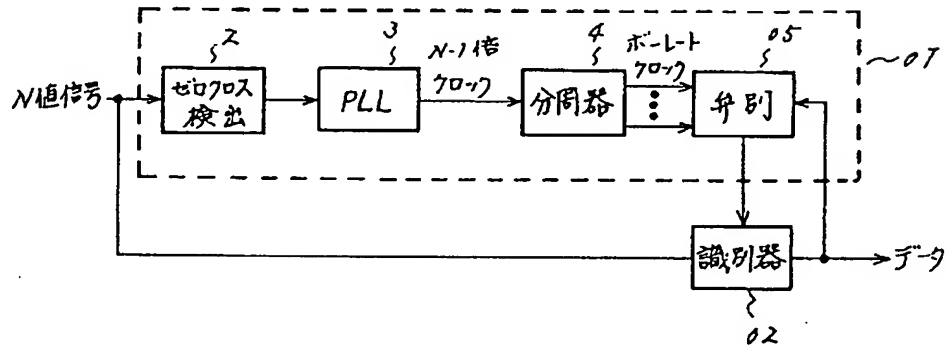 2
3
4
05
07
N値信号
ゼロクロス
検出
PLL
N-1倍
クロック
分周器
ボーレート
クロック
弁別
識別器
データ
02